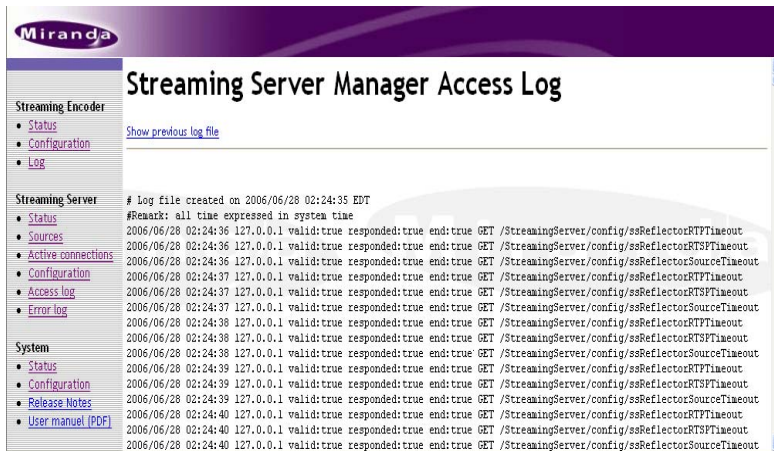 Miranda
Streaming Encoder
Status
Configuration
Log
Streaming Server
Status
Sources
Active connections
Configuration
Access log
Error log
System
Status
Configuration
Release Notes
User manuel (PDF)
Streaming Server Manager Access Log
Show previous log file
# Log file created on 2006/06/28 02:24:35 EDT
#Remark: all time expressed in system time
2006/06/28 02:24:36 127.0.0.1 valid:true responded:true end:true GET /StreamingServer/config/ssReflectorRTPTimeout
2006/06/28 02:24:36 127.0.0.1 valid:true responded:true end:true GET /StreamingServer/config/ssReflectorRTSPTimeout
2006/06/28 02:24:36 127.0.0.1 valid:true responded:true end:true GET /StreamingServer/config/ssReflectorSourceTimeout
2006/06/28 02:24:37 127.0.0.1 valid:true responded:true end:true GET /StreamingServer/config/ssReflectorRTPTimeout
2006/06/28 02:24:37 127.0.0.1 valid:true responded:true end:true GET /StreamingServer/config/ssReflectorRTSPTimeout
2006/06/28 02:24:37 127.0.0.1 valid:true responded:true end:true GET /StreamingServer/config/ssReflectorSourceTimeout
2006/06/28 02:24:38 127.0.0.1 valid:true responded:true end:true GET /StreamingServer/config/ssReflectorRTPTimeout
2006/06/28 02:24:38 127.0.0.1 valid:true responded:true end:true GET /StreamingServer/config/ssReflectorRTSPTimeout
2006/06/28 02:24:38 127.0.0.1 valid:true responded:true end:true GET /StreamingServer/config/ssReflectorSourceTimeout
2006/06/28 02:24:39 127.0.0.1 valid:true responded:true end:true GET /StreamingServer/config/ssReflectorRTPTimeout
2006/06/28 02:24:39 127.0.0.1 valid:true responded:true end:true GET /StreamingServer/config/ssReflectorRTSPTimeout
2006/06/28 02:24:39 127.0.0.1 valid:true responded:true end:true GET /StreamingServer/config/ssReflectorSourceTimeout
2006/06/28 02:24:40 127.0.0.1 valid:true responded:true end:true GET /StreamingServer/config/ssReflectorRTPTimeout
2006/06/28 02:24:40 127.0.0.1 valid:true responded:true end:true GET /StreamingServer/config/ssReflectorRTSPTimeout
2006/06/28 02:24:40 127.0.0.1 valid:true responded:true end:true GET /StreamingServer/config/ssReflectorSourceTimeout